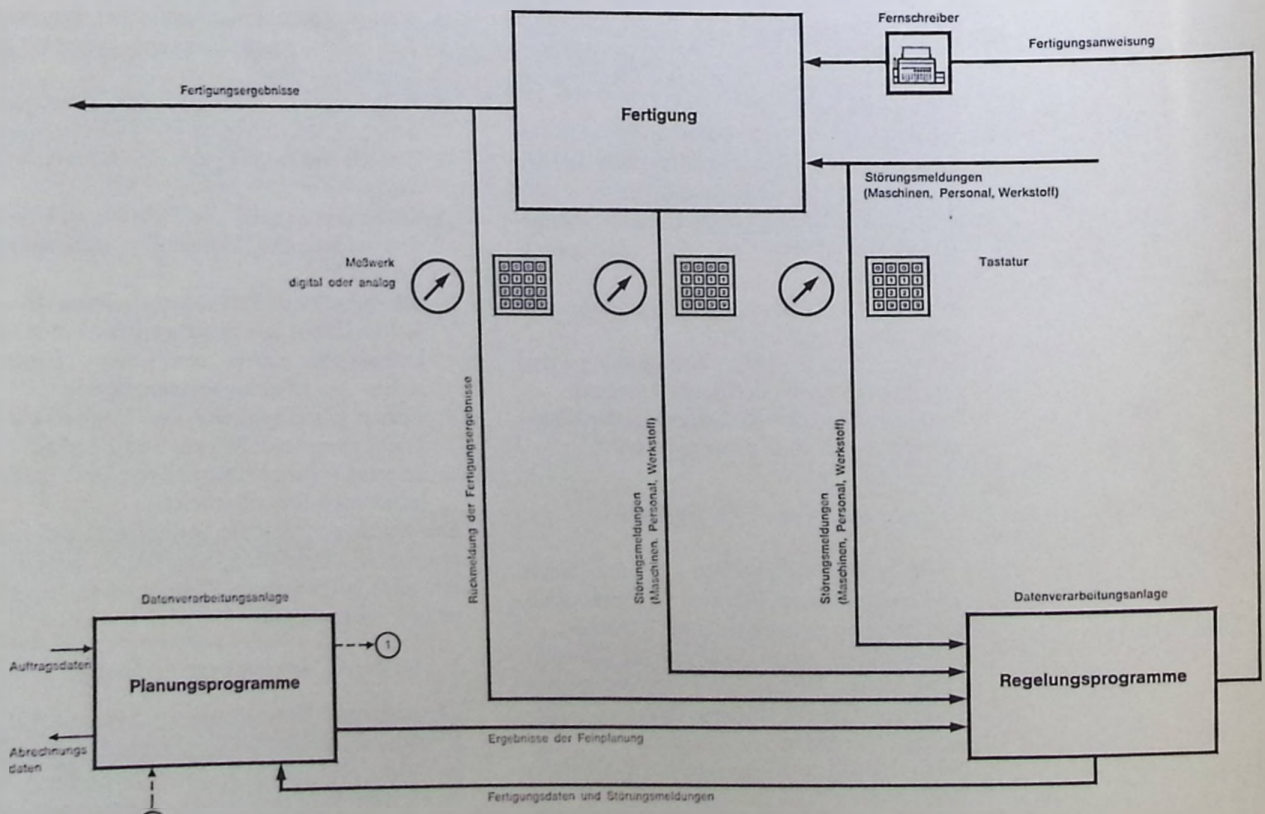 Fernschreiber
Fertigungsanweisung
Fertigungsergebnisse
Fertigung
Störungsmeldungen
(Maschinen, Personal, Werkstoff)
Meßwerk
digital oder analog
Tastatur
Rückmeldung der Fertigungsergebnisse
Störungsmeldungen
(Maschinen, Personal, Werkstoff)
Störungsmeldungen
(Maschinen, Personal, Werkstoff)
Datenverarbeitungsanlage
Datenverarbeitungsanlage
Auftragsdaten
1
Planungsprogramme
Regelungsprogramme
Abrechnungs
daten
Ergebnisse der Feinplanung
Fertigungsdaten und Störungsmeldungen